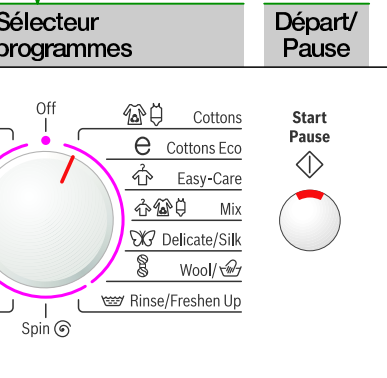 Sélecteur
programmes
Départ/
Pause
Off
Cottons
Cottons Eco
Easy-Care
Mix
Delicate/Silk
Wool/
Rinse/Freshen Up
Spin
Start
Pause